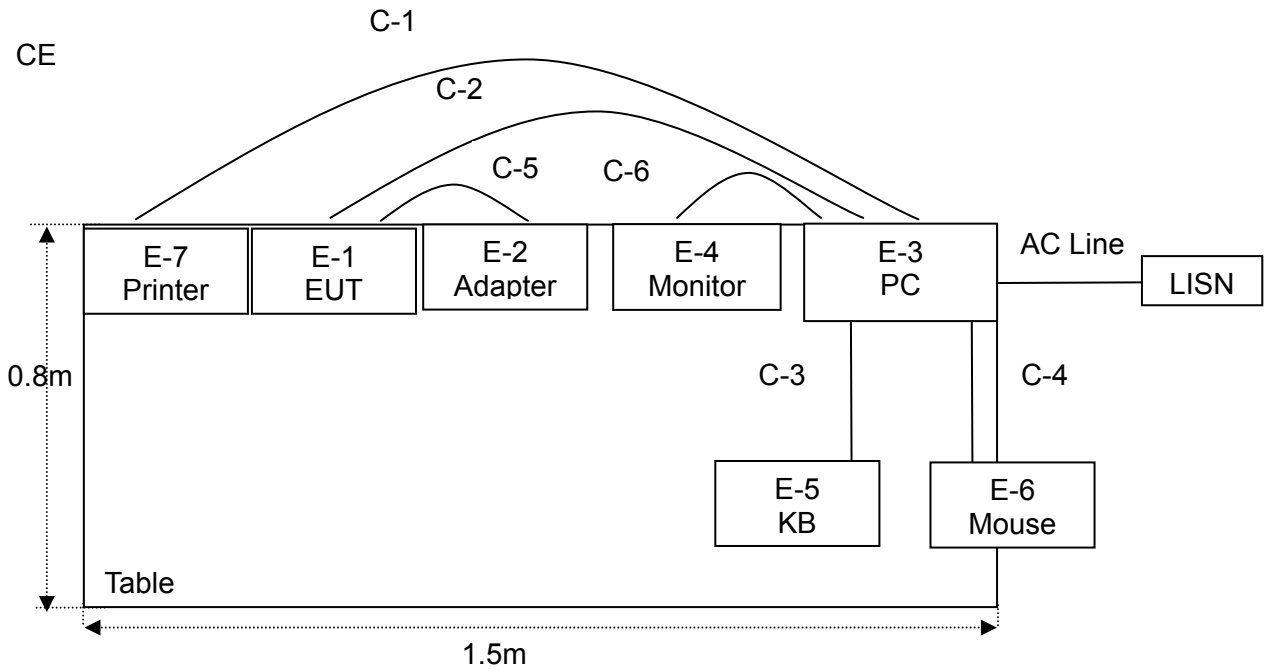 C-1
CE
C-2
C-5
C-6
E-7
Printer
E-1
EUT
E-2
Adapter
E-4
Monitor
E-3
PC
AC Line
LISN
0.8m
C-3
C-4
E-5
KB
E-6
Mouse
Table
1.5m